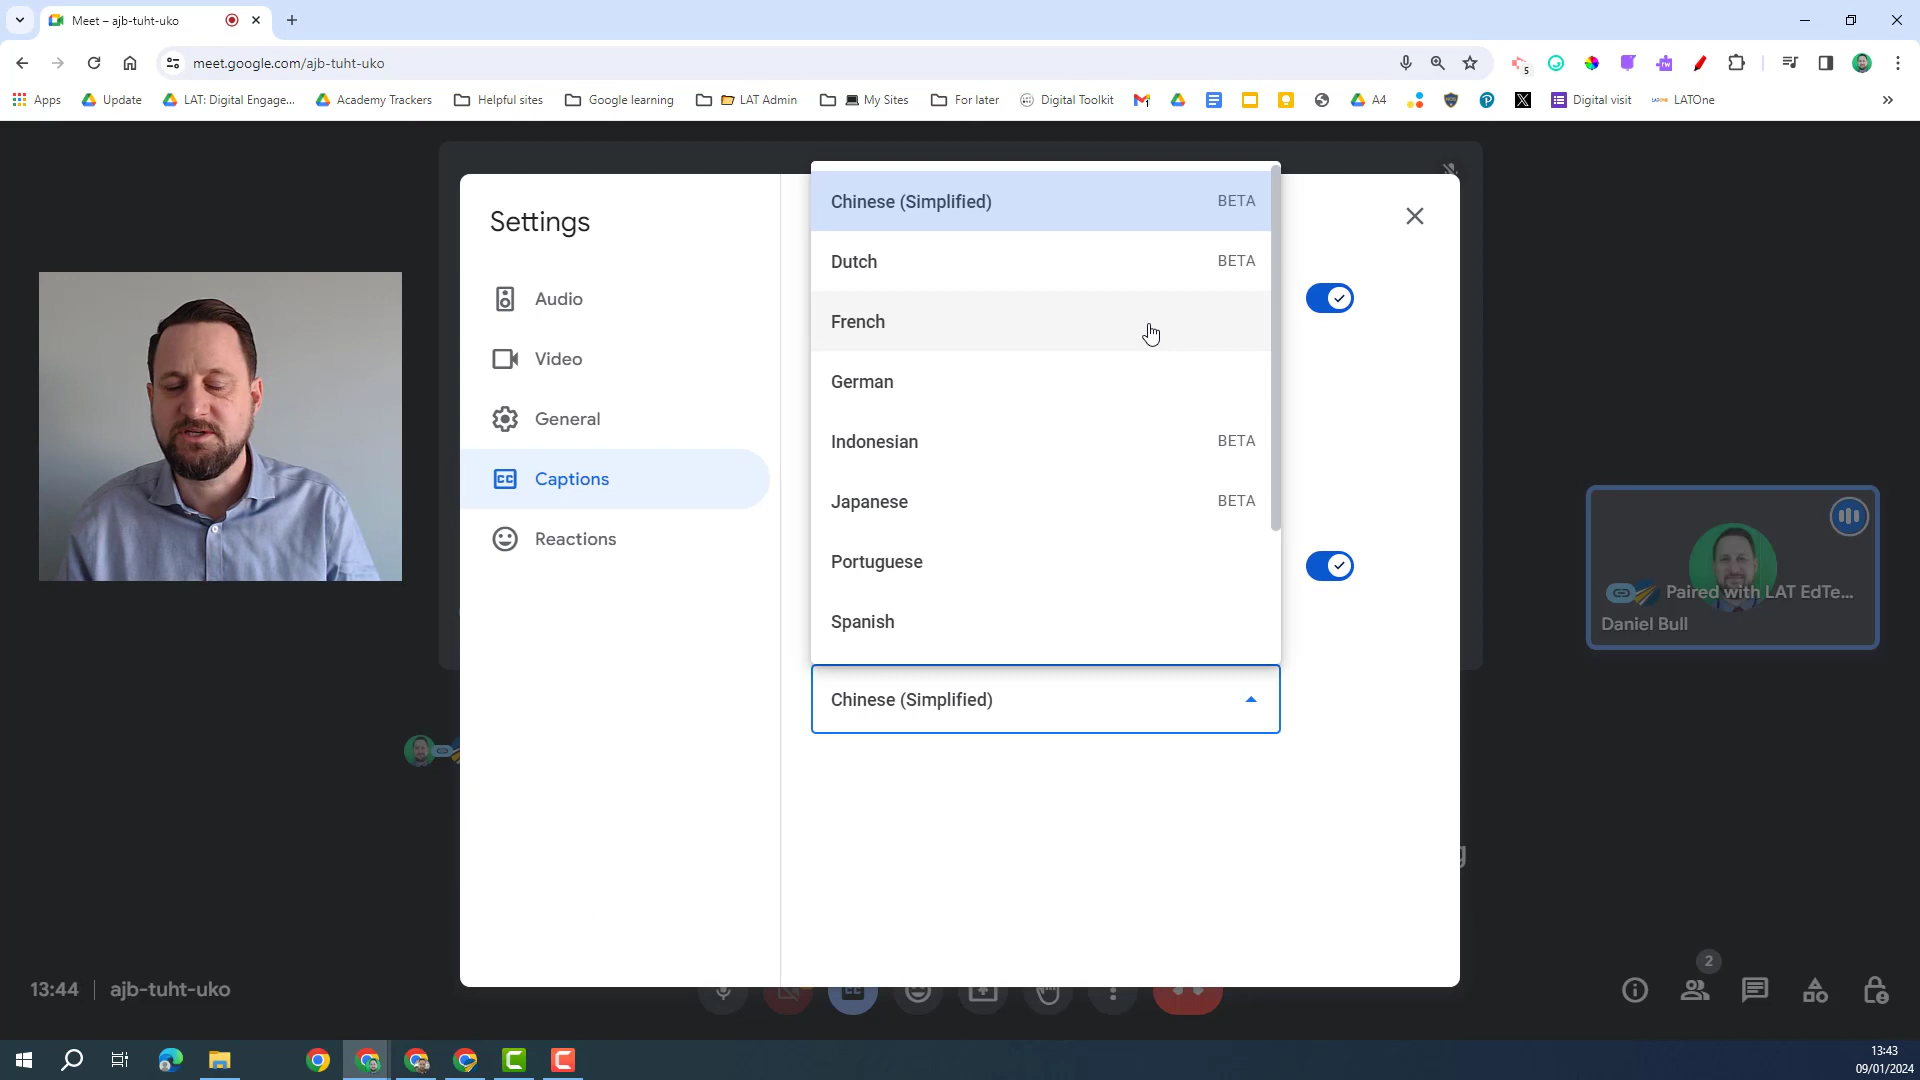 Meet – ajb-tuht-uko
meet.google.com/ajb-tuht-uko
5
Apps
Update
LAT: Digital Engage...
Academy Trackers
Helpful sites
Google learning
LAT Admin
My Sites
For later
Digital Toolkit
A4
Digital visit
LATOne
Settings
Audio
Video
General
Captions
Reactions
Chinese (Simplified) BETA
Dutch BETA
French
German
Indonesian BETA
Japanese BETA
Portuguese
Spanish
Chinese (Simplified)
Paired with LAT EdTe...
Daniel Bull
13:44 | ajb-tuht-uko
2
13:43
09/01/2024